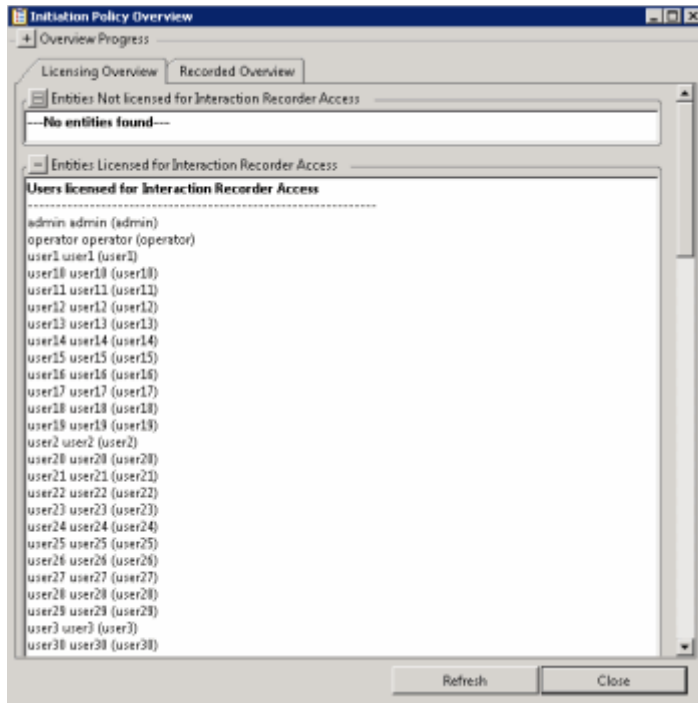 Initiation Policy Overview
Overview Progress
Licensing Overview
Recorded Overview
Entities Not licensed for Interaction Recorder Access
---No entities found---
Entities Licensed for Interaction Recorder Access
Users licensed for Interaction Recorder Access
--------------------------------------------------------------------
admin admin (admin)
operator operator (operator)
user1 user1 (user1)
user10 user10 (user10)
user11 user11 (user11)
user12 user12 (user12)
user13 user13 (user13)
user14 user14 (user14)
user15 user15 (user15)
user16 user16 (user16)
user17 user17 (user17)
user18 user18 (user18)
user19 user19 (user19)
user2 user2 (user2)
user20 user20 (user20)
user21 user21 (user21)
user22 user22 (user22)
user23 user23 (user23)
user24 user24 (user24)
user25 user25 (user25)
user26 user26 (user26)
user27 user27 (user27)
user28 user28 (user28)
user29 user29 (user29)
user3 user3 (user3)
user30 user30 (user30)
Refresh
Close